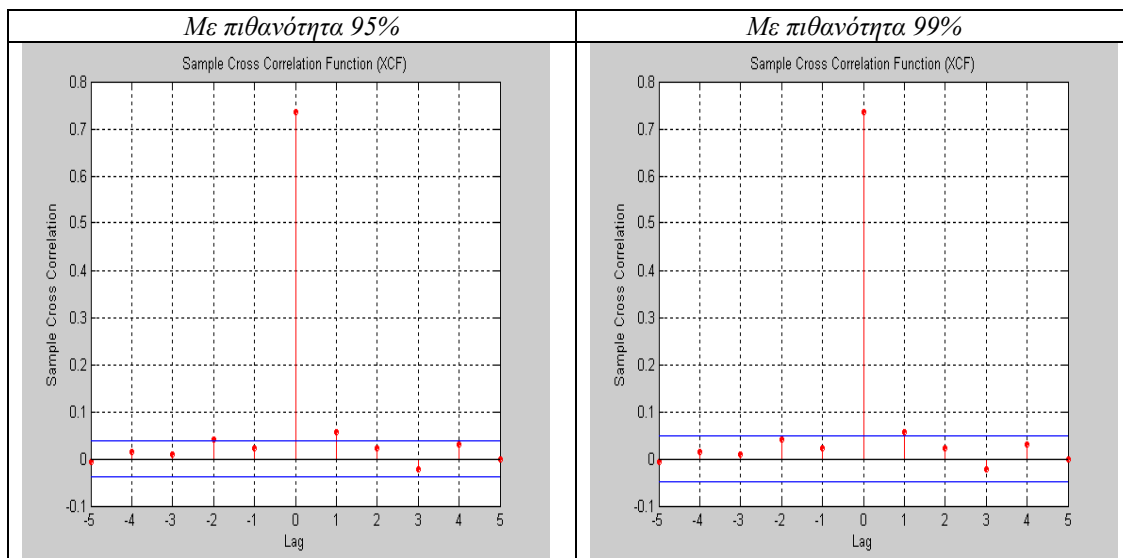 Με πιθανότητα 95%
Με πιθανότητα 99%
Sample Cross Correlation Function (XCF)
0.8
0.7
0.6
0.5
0.4
0.3
0.2
0.1
0
-0.1
Sample Cross Correlation
-5 -4 -3 -2 -1 0 1 2 3 4 5
Lag
Sample Cross Correlation Function (XCF)
0.8
0.7
0.6
0.5
0.4
0.3
0.2
0.1
0
-0.1
Sample Cross Correlation
-5 -4 -3 -2 -1 0 1 2 3 4 5
Lag